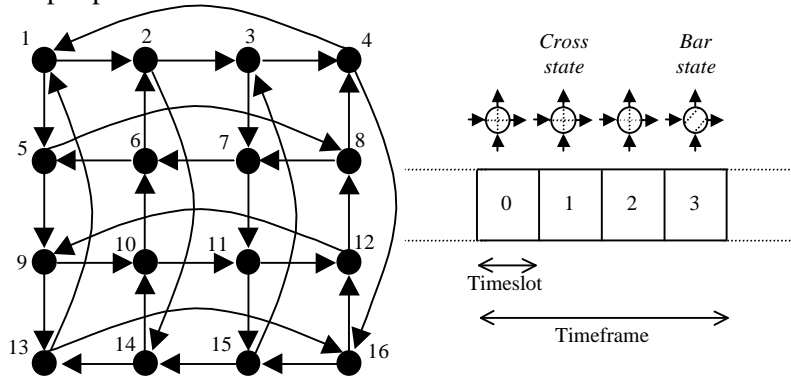 1 2 3 4
5 6 7 8
9 10 11 12
13 14 15 16
Cross
state
Bar
state
0 1 2 3
Timeslot
Timeframe